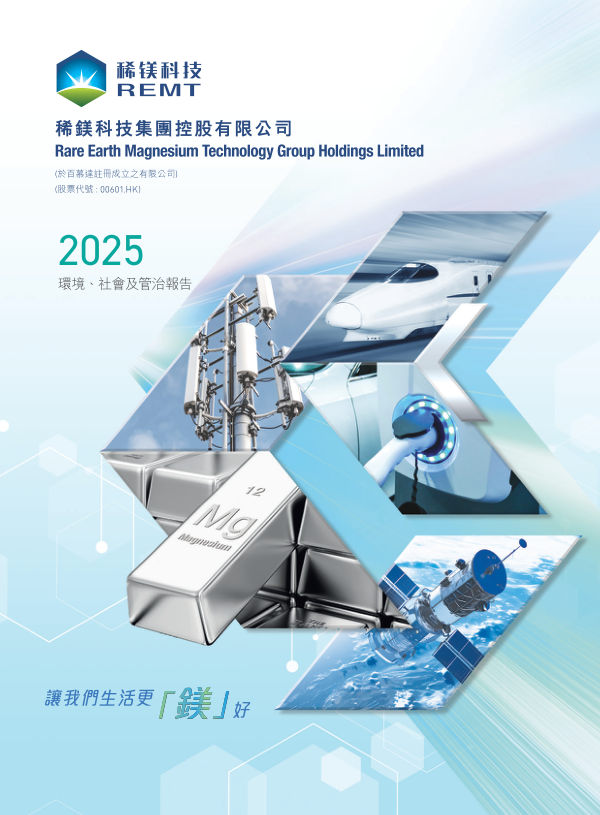 稀镁科技
REMT
稀鎂科技集團控股有限公司
Rare Earth Magnesium Technology Group Holdings Limited
(於百慕達註冊成立之有限公司)
(股票代號 : 00601.HK)
2025
環境、社會及管治報告
12
Mg
Magnesium
讓我們生活更「鎂」好